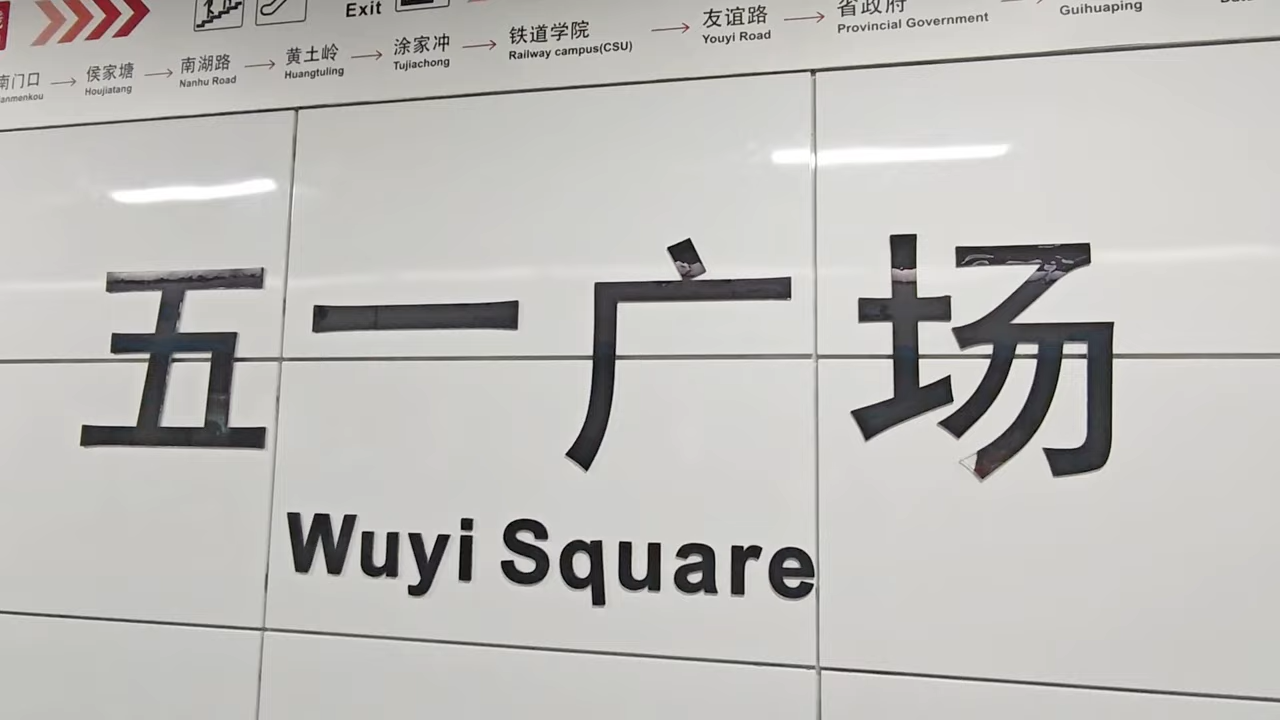 Exit
南门口 → 侯家塘 → 南湖路 → 黄土岭 → 涂家冲 → 铁道学院 → 友谊路 → 省政府 →
Houjiatang Nanhu Road Huangtuling Tujiachong Railway campus(CSU) Youyi Road Provincial Government Guihuaping
五一广场
Wuyi Square